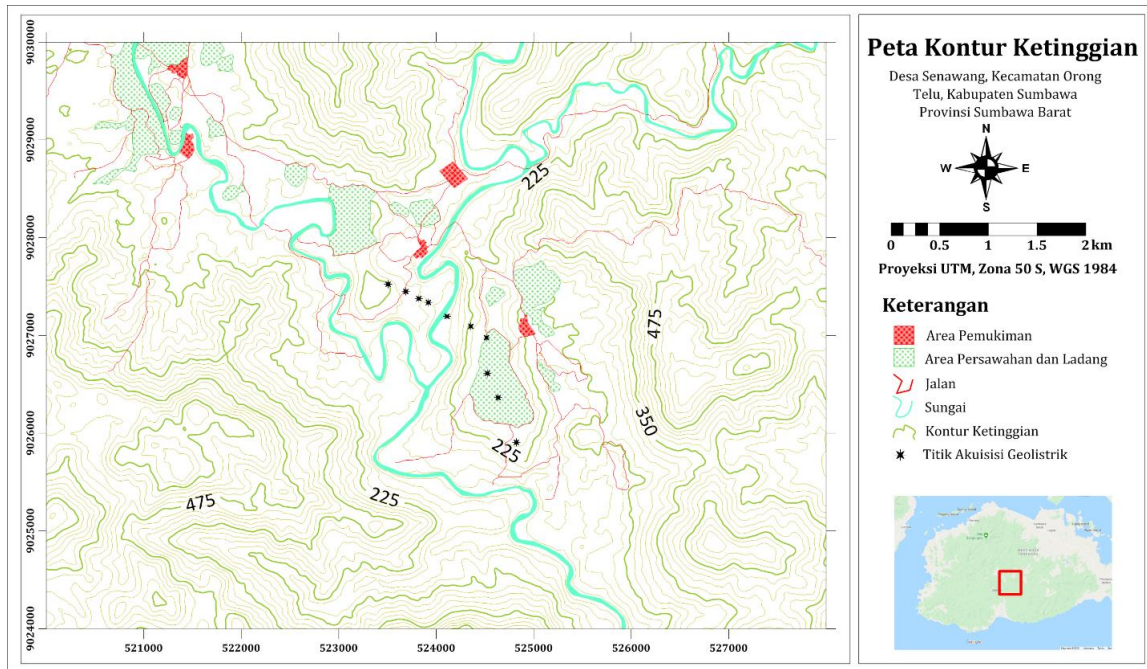 Peta Kontur Ketinggian
Desa Senawang, Kecamatan Orong
Telu, Kabupaten Sumbawa
Provinsi Sumbawa Barat
N
W E
S
0 0.5 1 1.5 2 km
Proyeksi UTM, Zona 50 S, WGS 1984
Keterangan
Area Pemukiman
Area Persawahan dan Ladang
Jalan
Sungai
Kontur Ketinggian
Titik Akuisisi Geolistrik
9030000
9029000
9028000
9027000
9026000
9025000
9024000
521000 522000 523000 524000 525000 526000 527000
225
475
350
225
475
225